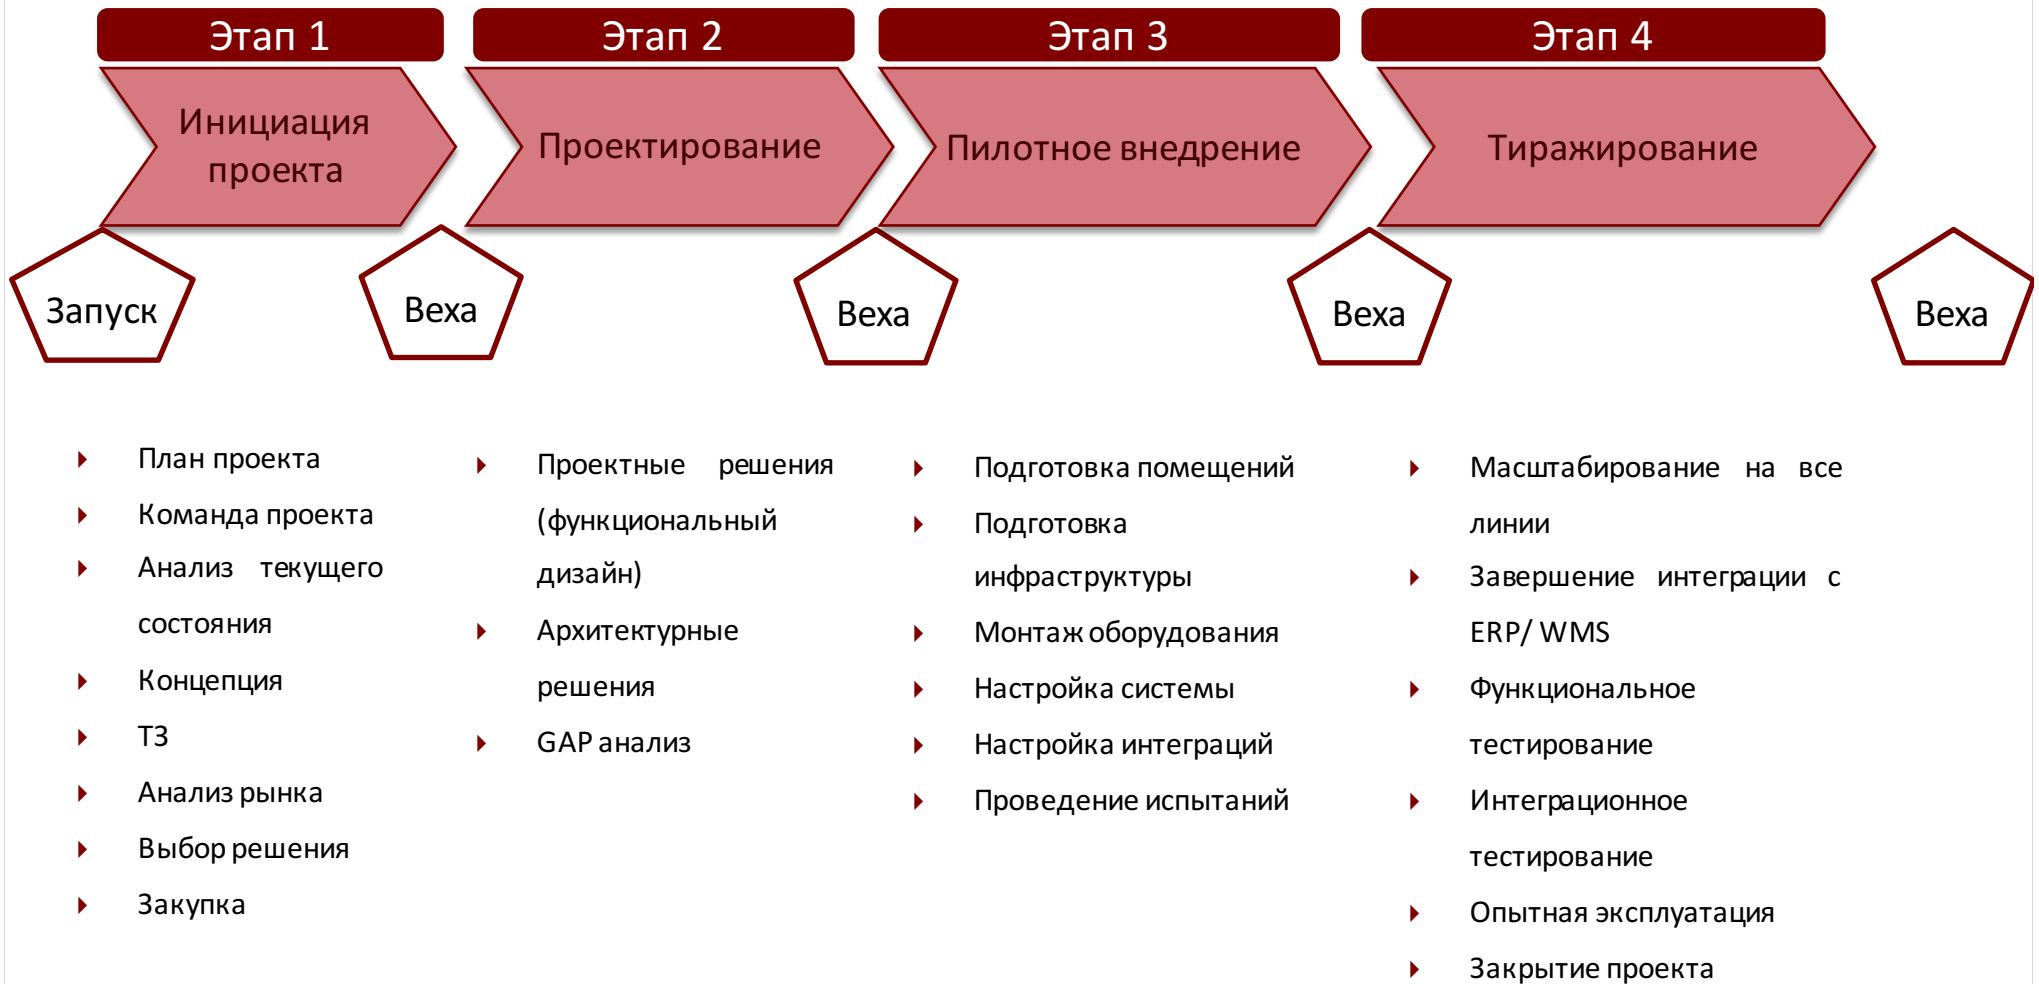 Этап 1
Этап 2
Этап 3
Этап 4
Инициация
проекта
Проектирование
Пилотное внедрение
Тиражирование
Запуск
Веха
Веха
Веха
Веха
План проекта
Команда проекта
Анализ текущего
состояния
Концепция
ТЗ
Анализ рынка
Выбор решения
Закупка
Проектные решения
(функциональный
дизайн)
Архитектурные
решения
GAP анализ
Подготовка помещений
Подготовка
инфраструктуры
Монтаж оборудования
Настройка системы
Настройка интеграций
Проведение испытаний
Масштабирование на все
линии
Завершение интеграции с
ERP/ WMS
Функциональное
тестирование
Интеграционное
тестирование
Опытная эксплуатация
Закрытие проекта